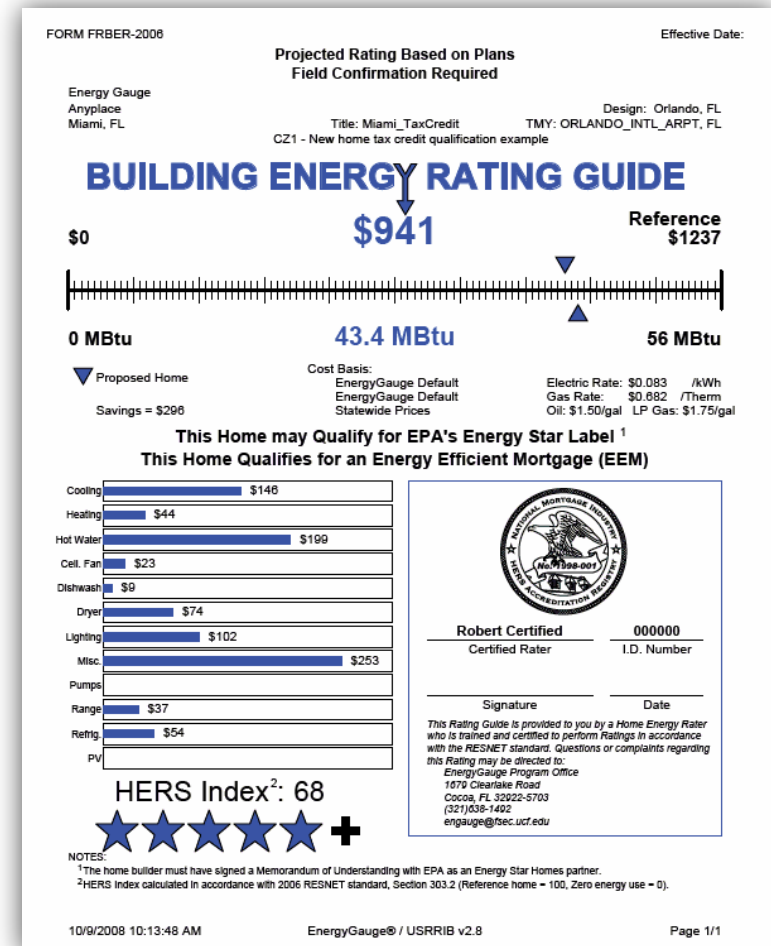 FORM FRBER-2006 Effective Date:
Projected Rating Based on Plans
Field Confirmation Required
Energy Gauge
Anyplace Design: Orlando, FL
Miami, FL Title: Miami_TaxCredit TMY: ORLANDO_INTL_ARPT, FL
CZ1 - New home tax credit qualification example
BUILDING ENERGY RATING GUIDE
Reference
$0 $941 $1237
0 MBtu 43.4 MBtu 56 MBtu
Cost Basis:
Proposed Home EnergyGauge Default Electric Rate: $0.083 /kWh
EnergyGauge Default Gas Rate: $0.682 /Therm
Savings = $296 Statewide Prices Oil: $1.50/gal LP Gas: $1.75/gal
This Home may Qualify for EPA's Energy Star Label 1
This Home Qualifies for an Energy Efficient Mortgage (EEM)
Cooling $146
Heating $44
Hot Water $199
Ceil. Fan $23
Dishwash $9
Dryer $74
Lighting $102
Misc. $253
Pumps
Range $37
Refrig. $54
PV
HERS Index2: 68
NATIONAL MORTGAGE INDUSTRY
No. 1998-001
HERS ACCREDITATION REGISTRY
Robert Certified 000000
Certified Rater I.D. Number
Signature Date
This Rating Guide is provided to you by a Home Energy Rater
who is trained and certified to perform Ratings in accordance
with the RESNET standard. Questions or complaints regarding
this Rating may be directed to:
EnergyGauge Program Office
1679 Clearlake Road
Cocoa, FL 32922-5703
(321)638-1492
engauge@fsec.ucf.edu
NOTES:
1The home builder must have signed a Memorandum of Understanding with EPA as an Energy Star Homes partner.
2HERS Index calculated in accordance with 2006 RESNET standard, Section 303.2 (Reference home = 100, Zero energy use = 0).
10/9/2008 10:13:48 AM EnergyGauge® / USRRIB v2.8 Page 1/1